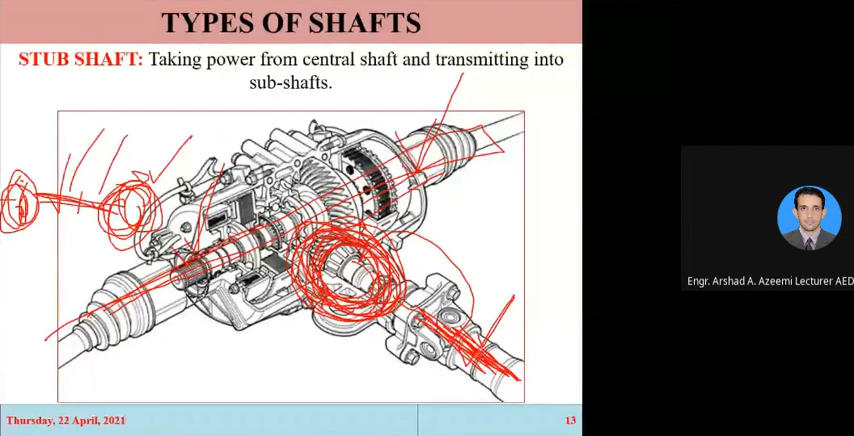 TYPES OF SHAFTS
STUB SHAFT: Taking power from central shaft and transmitting into
sub-shafts.
Engr. Arshad A. Azeemi Lecturer AED
Thursday, 22 April, 2021
13